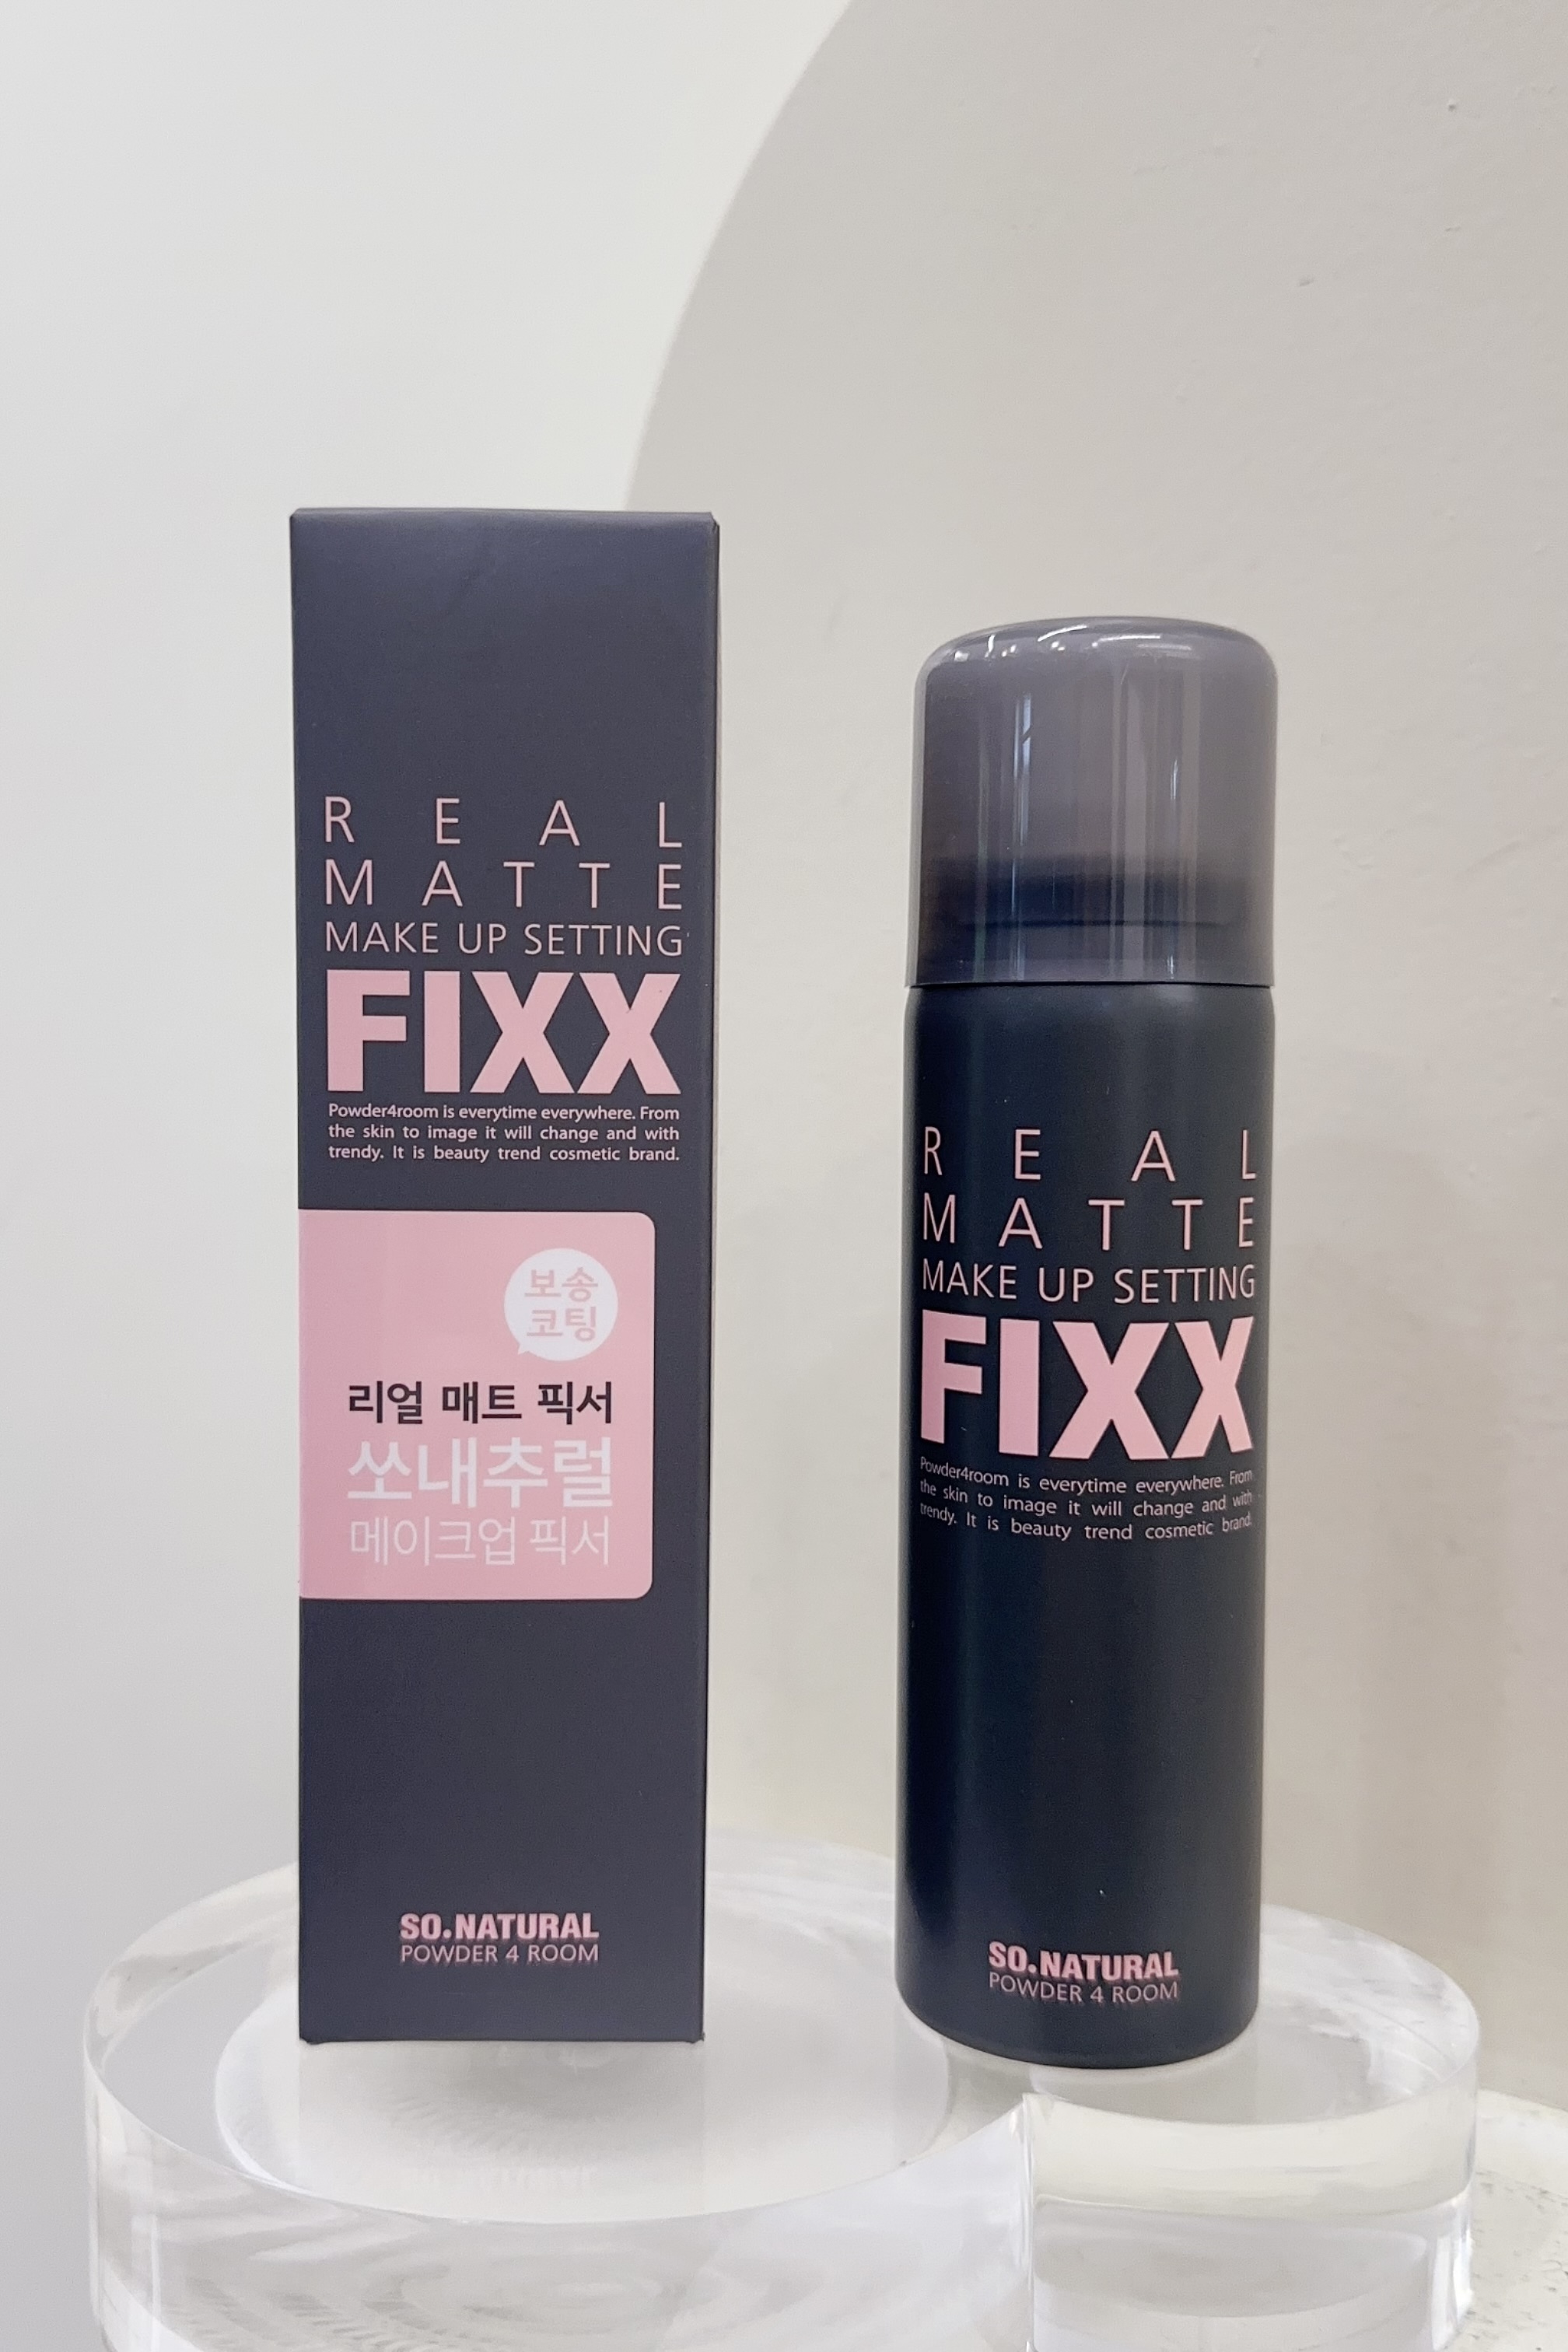 REAL
MATTE
MAKE UP SETTING
FIXX
Powder4room is everytime everywhere. From
the skin to image it will change and with
trendy. It is beauty trend cosmetic brand.
보송
코팅
리얼 매트 픽서
쏘내추럴
메이크업 픽서
SO.NATURAL
POWDER 4 ROOM
REAL
MATTE
MAKE UP SETTING
FIXX
Powder4room is everytime everywhere. From
the skin to image it will change and with
trendy. It is beauty trend cosmetic brand.
SO.NATURAL
POWDER 4 ROOM